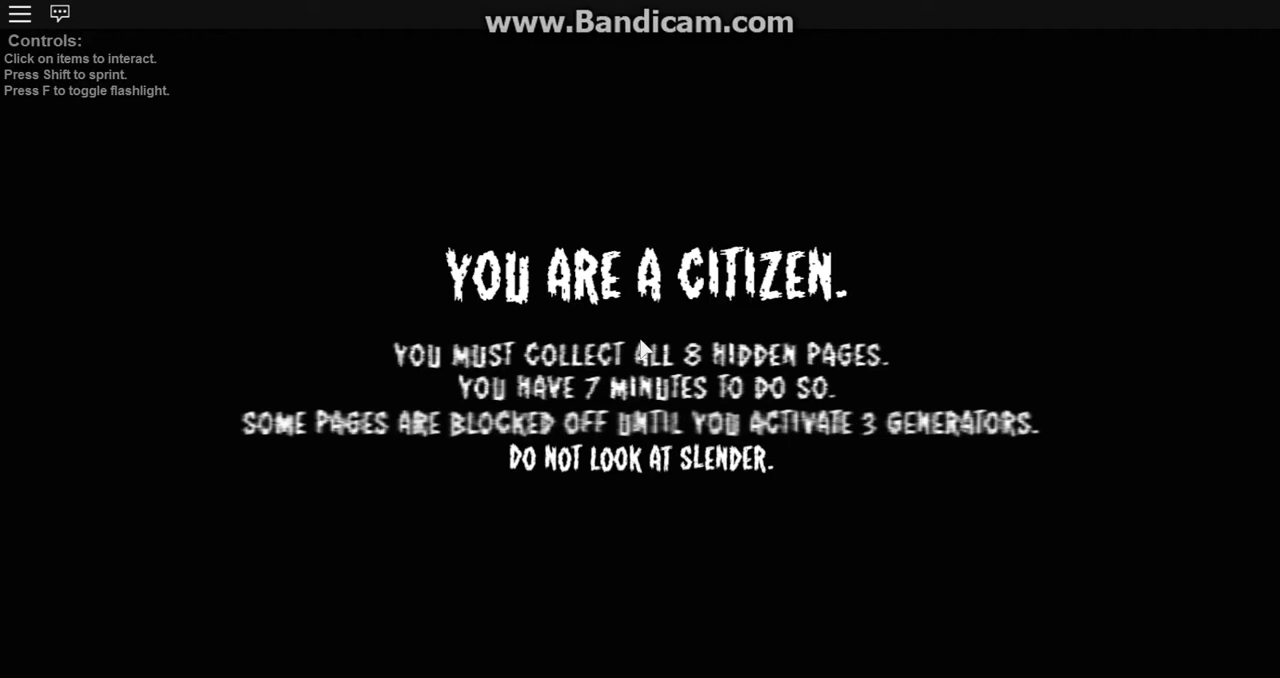 www.Bandicam.com
Controls:
Click on items to interact.
Press Shift to sprint.
Press F to toggle flashlight.
YOU ARE A CITIZEN.
YOU MUST COLLECT ALL 8 HIDDEN PAGES.
YOU HAVE 7 MINUTES TO DO SO.
SOME PAGES ARE BLOCKED OFF UNTIL YOU ACTIVATE 3 GENERATORS.
DO NOT LOOK AT SLENDER.